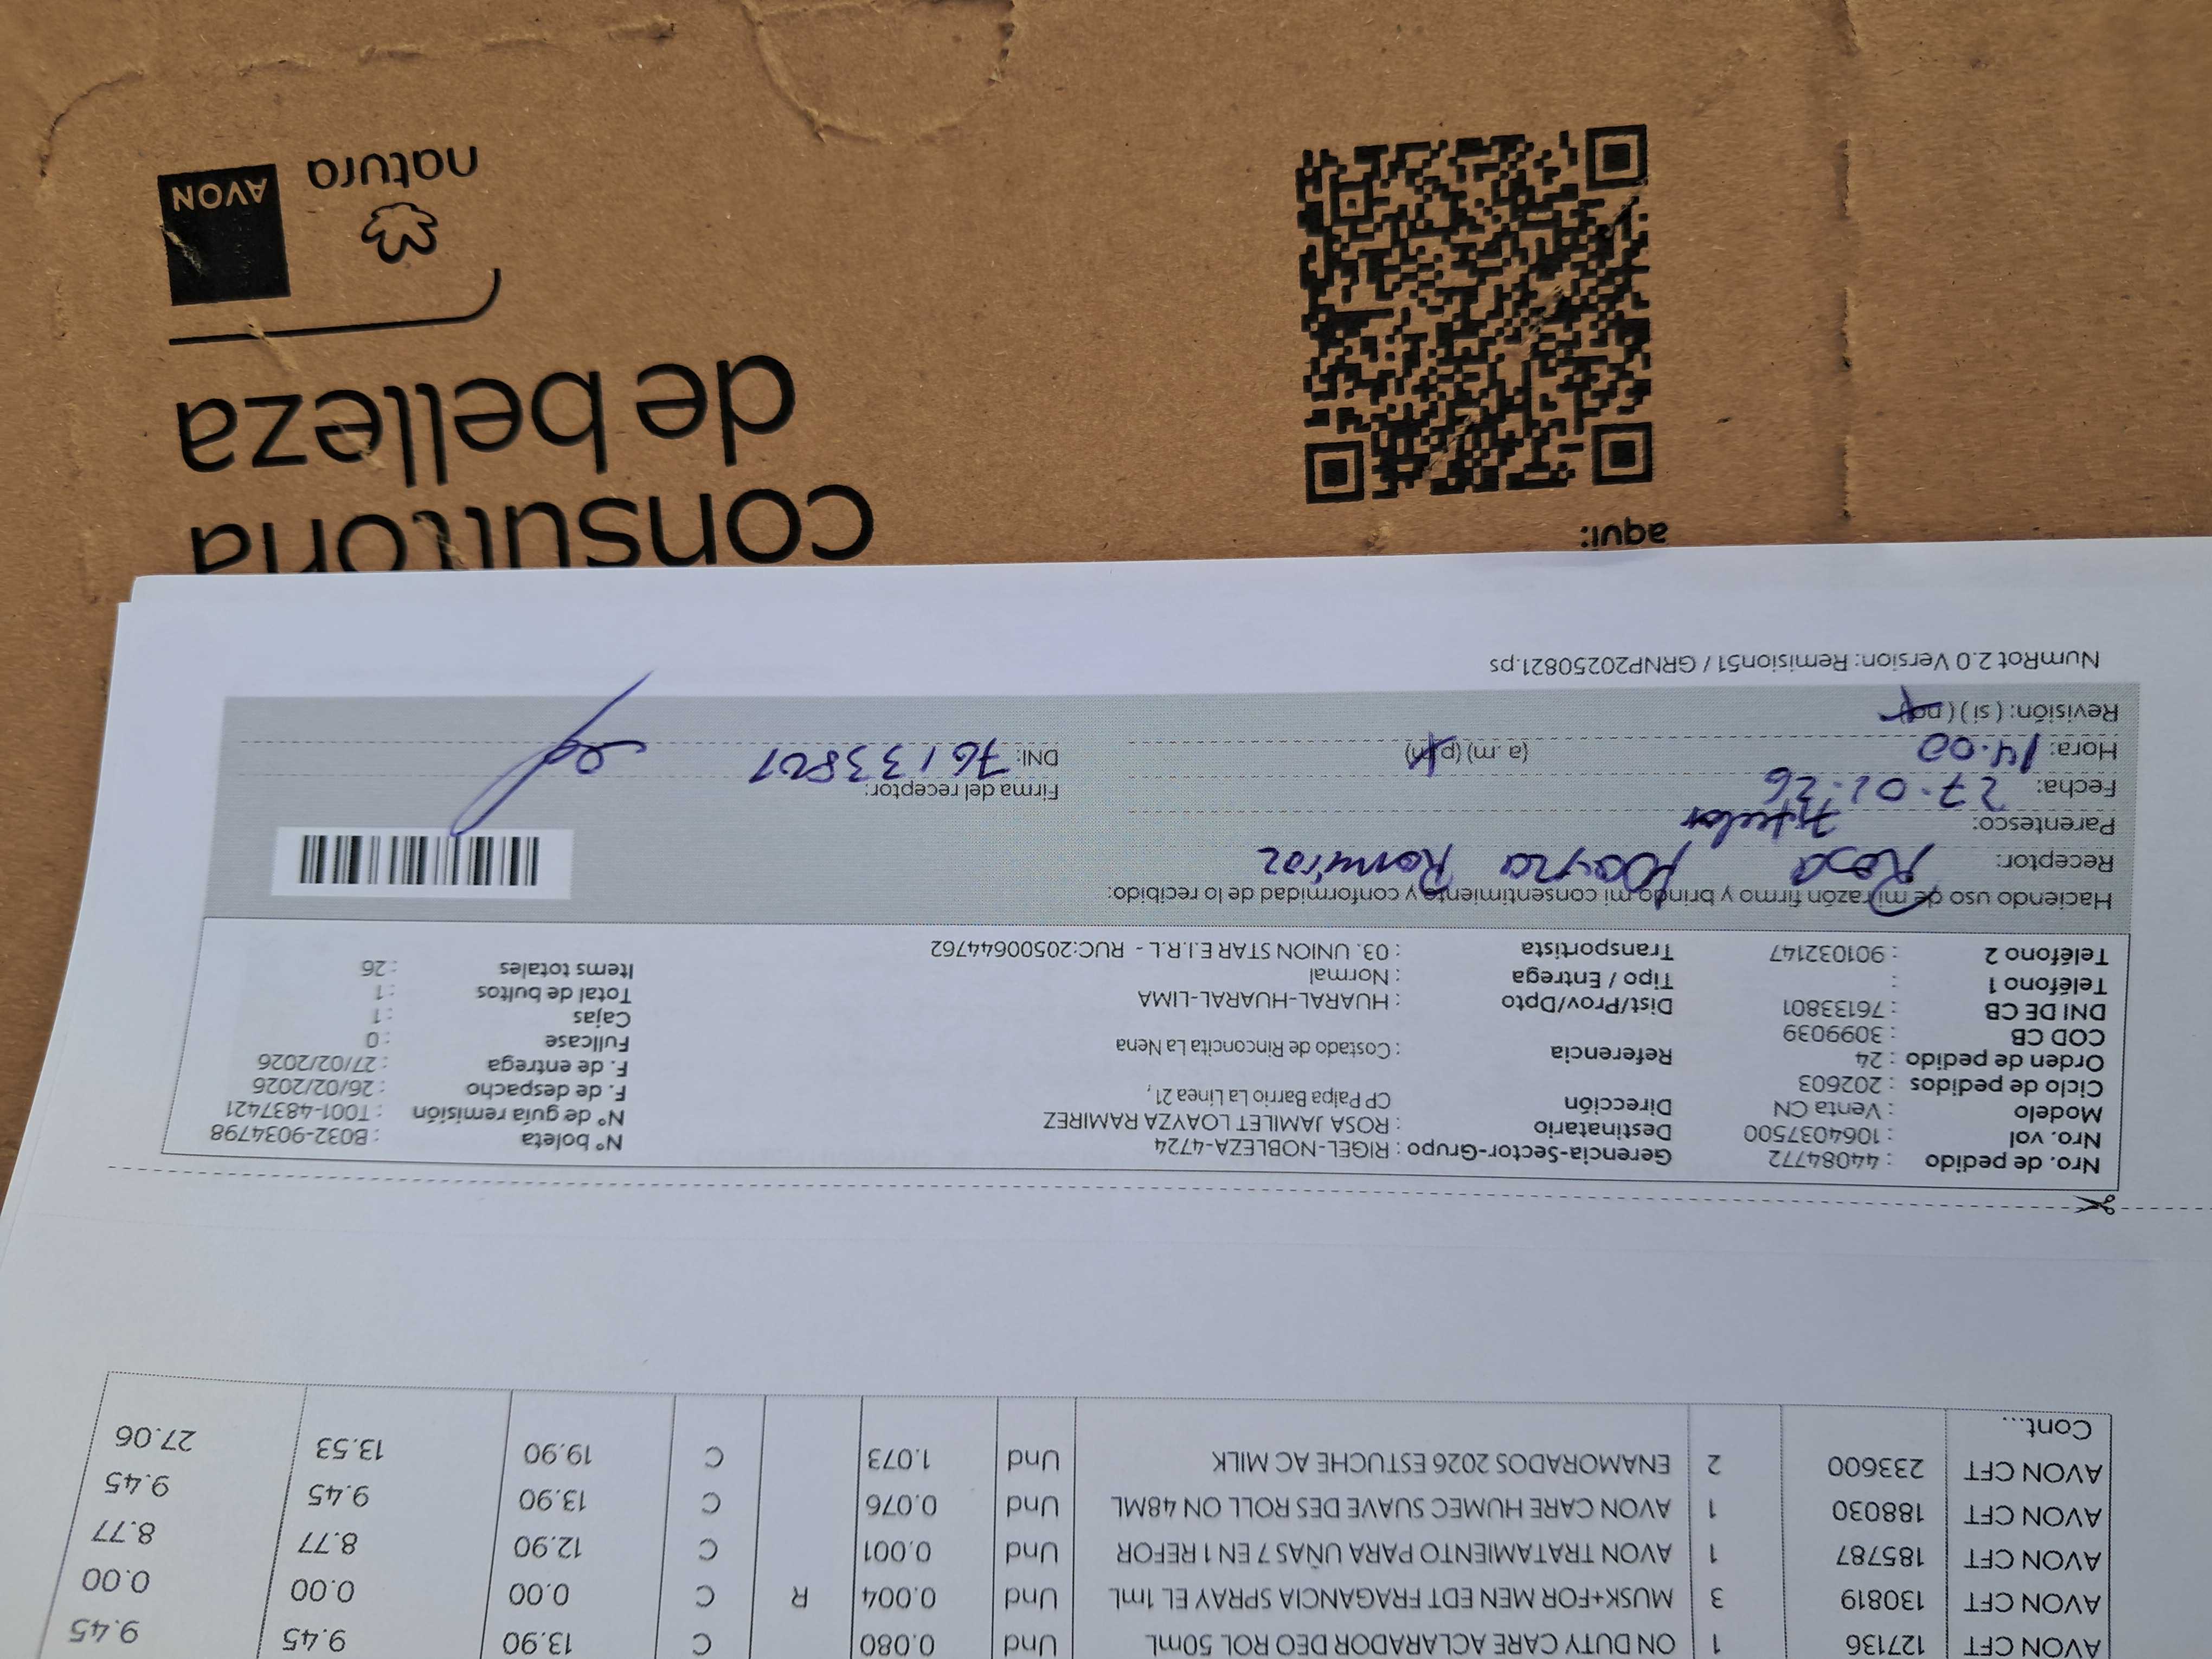 AVON CFT 127136 1 ON DUTY CARE ACLARADOR DEO ROL 50mL Und 0.080 C 13.90 9.45 9.45
AVON CFT 130819 3 MUSK+FOR MEN EDT FRAGANCIA SPRAY EL 1mL Und 0.004 R C 0.00 0.00 0.00
AVON CFT 185787 1 AVON TRATAMIENTO PARA UÑAS 7 EN 1 REFOR Und 0.001 C 12.90 8.77 8.77
AVON CFT 188030 1 AVON CARE HUMEC SUAVE DES ROLL ON 48ML Und 0.076 C 13.90 9.45 9.45
AVON CFT 233600 2 ENAMORADOS 2026 ESTUCHE AC MILK Und 1.073 C 19.90 13.53 27.06
Cont...
Nro. de pedido : 44084772 Gerencia-Sector-Grupo : RIGEL-NOBLEZA-4724 N° boleta : B032-9034798
Nro. vol : 1064037500 Destinatario : ROSA JAMILET LOAYZA RAMIREZ N° de guía remisión : T001-4837421
Modelo : Venta CN Dirección CP Palpa Barrio La Linea 21, F. de despacho : 26/02/2026
Ciclo de pedidos : 202603 F. de entrega : 27/02/2026
Orden de pedido : 24 Referencia : Costado de Rinconcita La Nena Fullcase : 0
COD CB : 3099039 Cajas : 1
DNI DE CB : 76133801 Dist/Prov/Dpto : HUARAL-HUARAL-LIMA Total de bultos : 1
Teléfono 1 : Tipo / Entrega : Normal Items totales : 26
Teléfono 2 : 901032147 Transportista : 03. UNION STAR E.I.R.L - RUC:20500644762
Haciendo uso de mi razón firmo y brindo mi consentimiento y conformidad de lo recibido:
Receptor: Rosa Loayza Ramírez
Parentesco: Titular
Fecha: 27.02.26 Firma del receptor:
Hora: 14.00 (a.m) (p.m) DNI: 76133801
Revisión: (si) (no)
NumRot 2.0 Version: Remision51 / GRNP20250821.ps
aquí:
consultoria
de belleza
natura
AVON